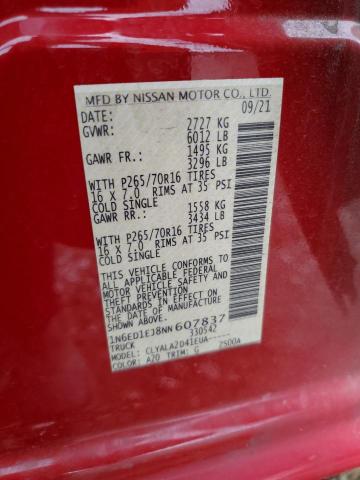 MFD BY NISSAN MOTOR CO., LTD.
DATE: 09/21
GVWR: 2727 KG
6012 LB
GAWR FR.: 1495 KG
3296 LB
WITH P265/70R16 TIRES
16 X 7.0 RIMS AT 35 PSI
COLD SINGLE
GAWR RR.: 1558 KG
3434 LB
WITH P265/70R16 TIRES
16 X 7.0 RIMS AT 35 PSI
COLD SINGLE
THIS VEHICLE CONFORMS TO
ALL APPLICABLE FEDERAL
MOTOR VEHICLE SAFETY
AND THEFT PREVENTION
STANDARDS IN EFFECT ON
THE DATE OF MANUFACTURE
SHOWN ABOVE.
1N6ED1EJ8NN 607837
TRUCK 330542
MODEL: CLYALA2D41EUA-
COLOR: A20 TRIM: G 7S00A